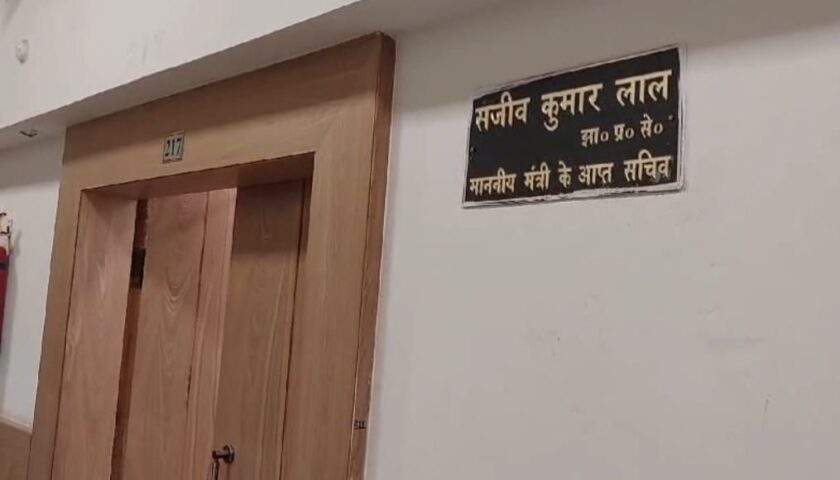 217
संजीव कुमार लाल
झा० प्र० से०
माननीय मंत्री के आप्त सचिव